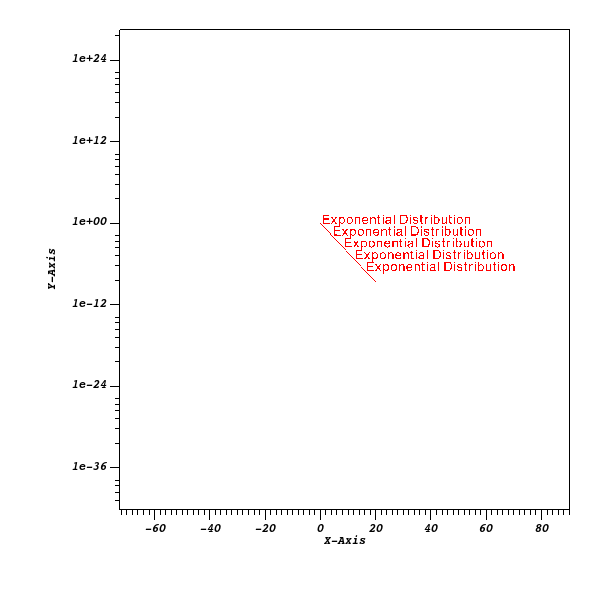 1e+24
1e+12
1e+00
1e-12
1e-24
1e-36
Y-Axis
Exponential Distribution
Exponential Distribution
Exponential Distribution
Exponential Distribution
Exponential Distribution
-60 -40 -20 0 20 40 60 80
X-Axis